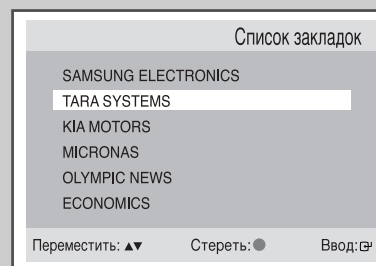 Список закладок
SAMSUNG ELECTRONICS
TARA SYSTEMS
KIA MOTORS
MICRONAS
OLYMPIC NEWS
ECONOMICS
Переместить: ▲▼ Стереть: Ввод: